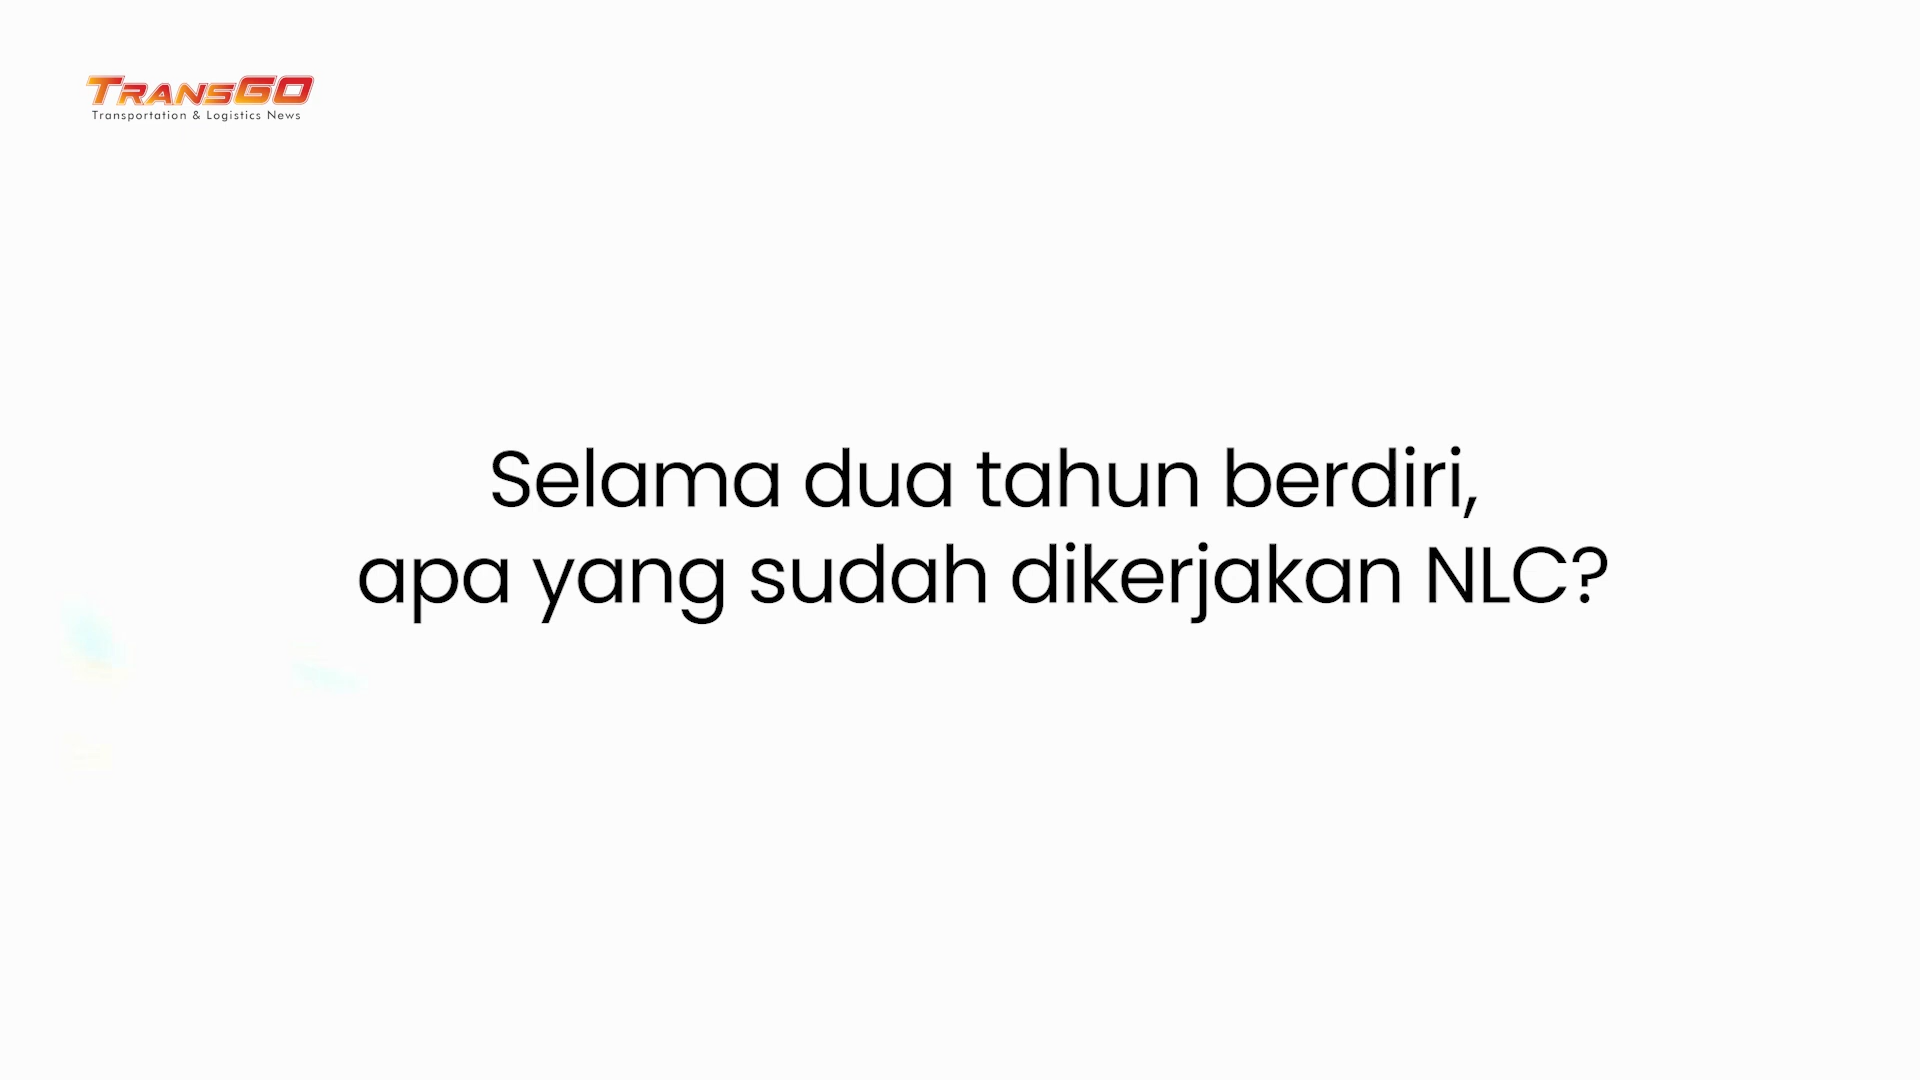 TRANSGO
Transportation & Logistics News
Selama dua tahun berdiri,
apa yang sudah dikerjakan NLC?